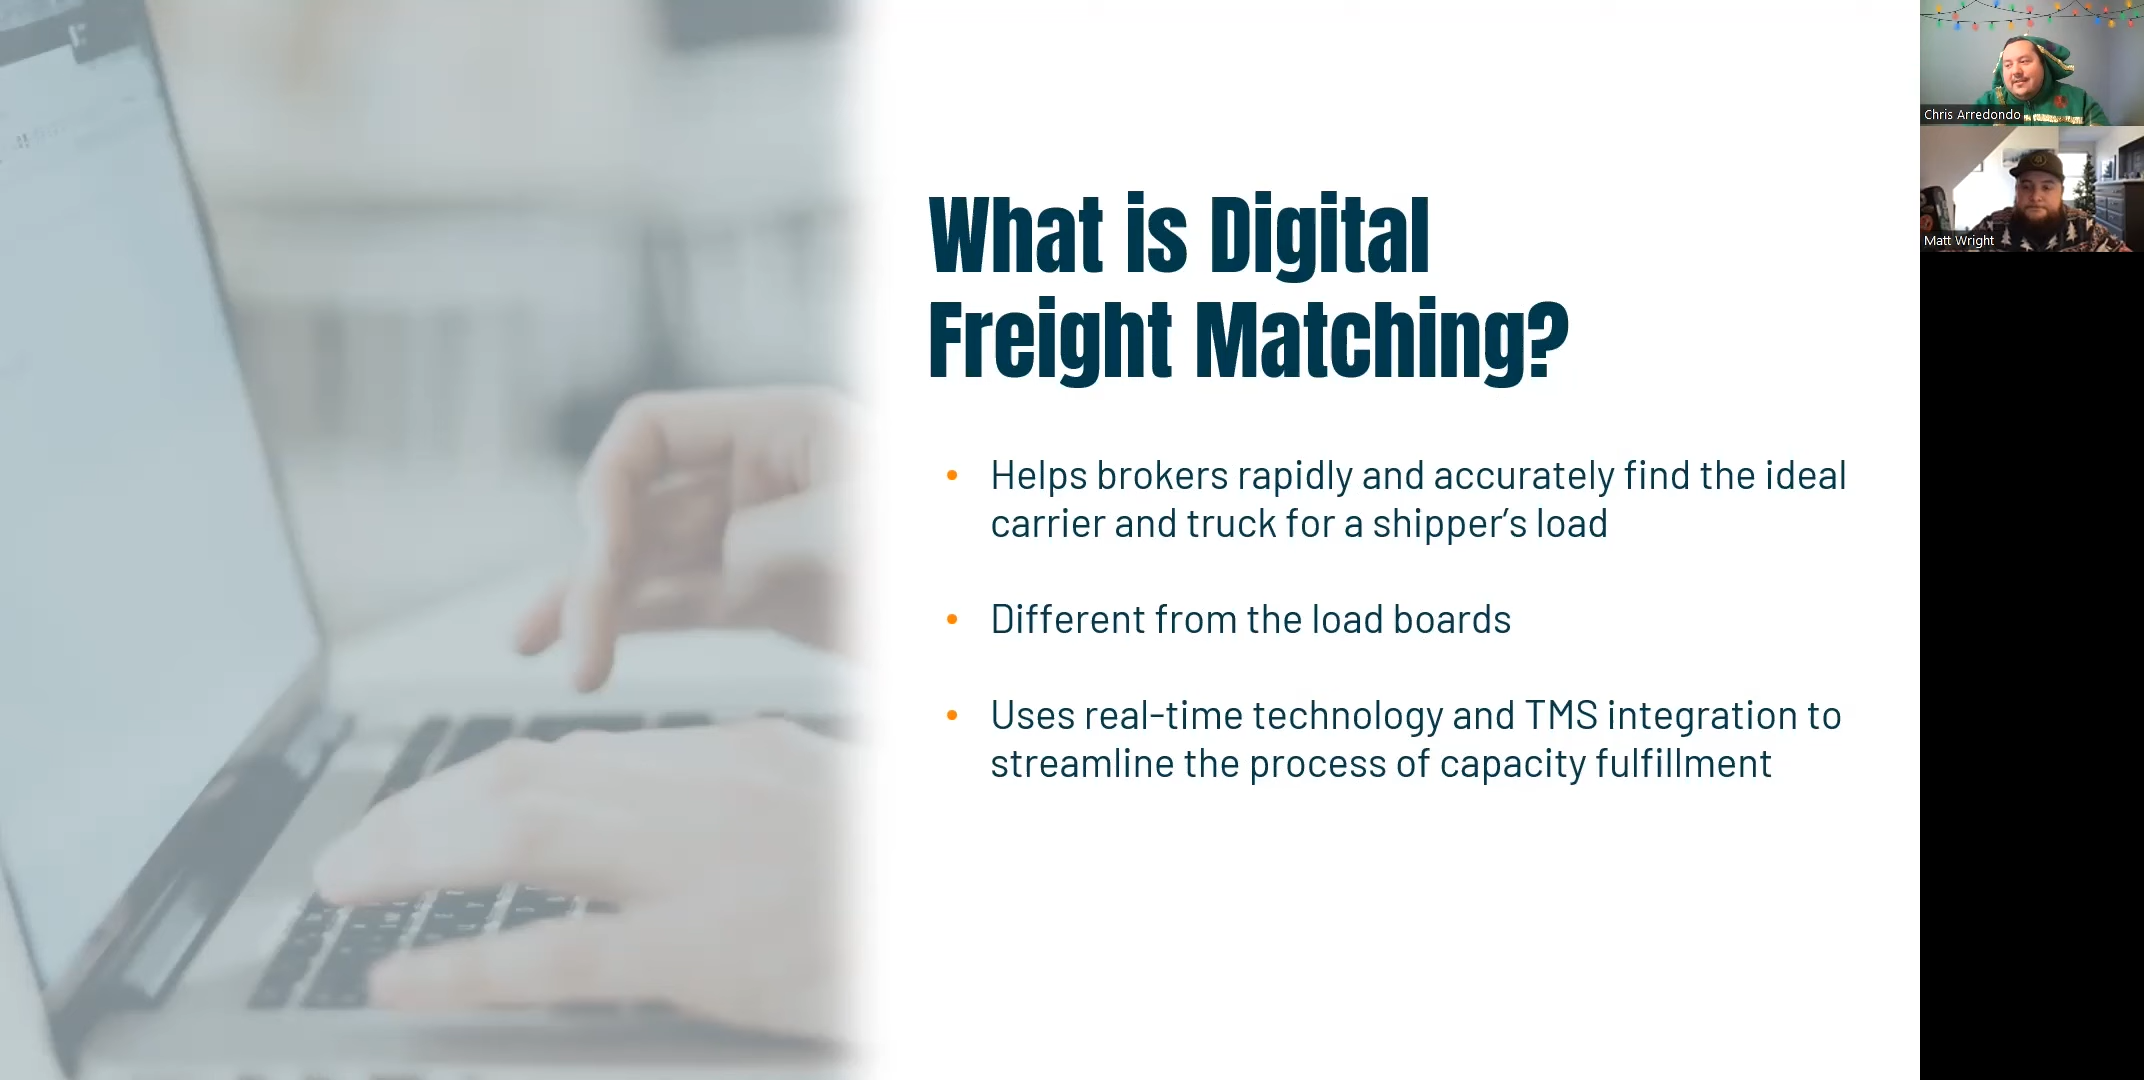 What is Digital
Freight Matching?
• Helps brokers rapidly and accurately find the ideal
carrier and truck for a shipper’s load
• Different from the load boards
• Uses real-time technology and TMS integration to
streamline the process of capacity fulfillment
Chris Arredondo
Matt Wright